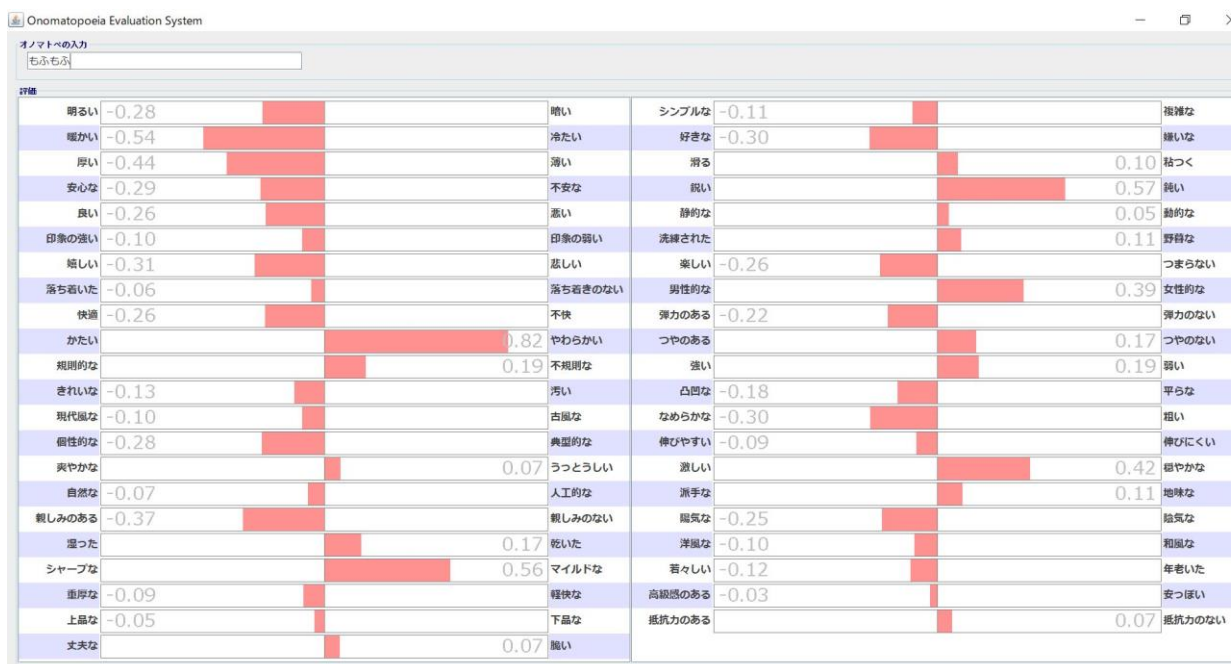 Onomatopoeia Evaluation System
オノマトペの入力
もふもふ
評価
明るい -0.28 暗い
暖かい -0.54 冷たい
厚い -0.44 薄い
安心な -0.29 不安な
良い -0.26 悪い
印象の強い -0.10 印象の弱い
嬉しい -0.31 悲しい
落ち着いた -0.06 落ち着きのない
快適 -0.26 不快
かたい 0.82 やわらかい
規則的な 0.19 不規則な
きれいな -0.13 汚い
現代風な -0.10 古風な
個性的な -0.28 典型的な
爽やかな 0.07 うっとうしい
自然な -0.07 人工的な
親しみのある -0.37 親しみのない
湿った 0.17 乾いた
シャープな 0.56 マイルドな
重厚な -0.09 軽快な
上品な -0.05 下品な
丈夫な 0.07 脆い
シンプルな -0.11 複雑な
好きな -0.30 嫌いな
滑る 0.10 粘つく
鋭い 0.57 鈍い
静的な 0.05 動的な
洗練された 0.11 野暮な
楽しい -0.26 つまらない
男性的な 0.39 女性的な
弾力のある -0.22 弾力のない
つやのある 0.17 つやのない
強い 0.19 弱い
凸凹な -0.18 平らな
なめらかな -0.30 粗い
伸びやすい -0.09 伸びにくい
激しい 0.42 穏やかな
派手な 0.11 地味な
陽気な -0.25 陰気な
洋風な -0.10 和風な
若々しい -0.12 年老いた
高級感のある -0.03 安っぽい
抵抗力のある 0.07 抵抗力のない